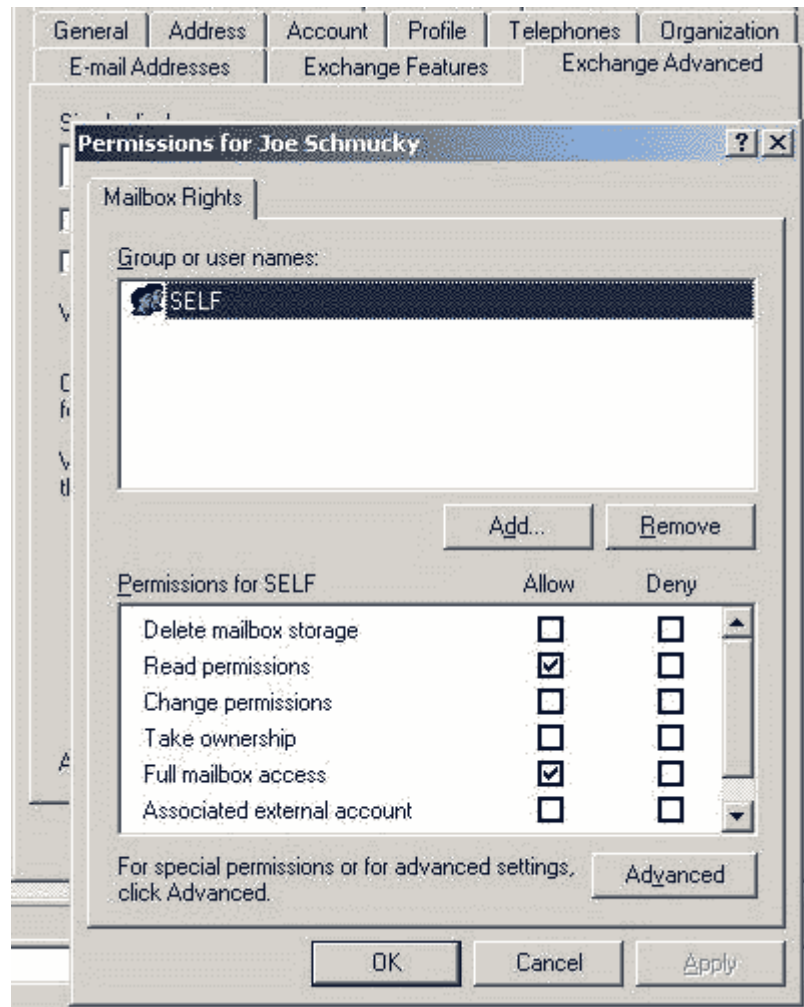 General Address Account Profile Telephones Organization
E-mail Addresses Exchange Features Exchange Advanced
Permissions for Joe Schmucky
Mailbox Rights
Group or user names:
SELF
Add... Remove
Permissions for SELF Allow Deny
Delete mailbox storage
Read permissions
Change permissions
Take ownership
Full mailbox access
Associated external account
For special permissions or for advanced settings,
click Advanced.
Advanced
OK Cancel Apply